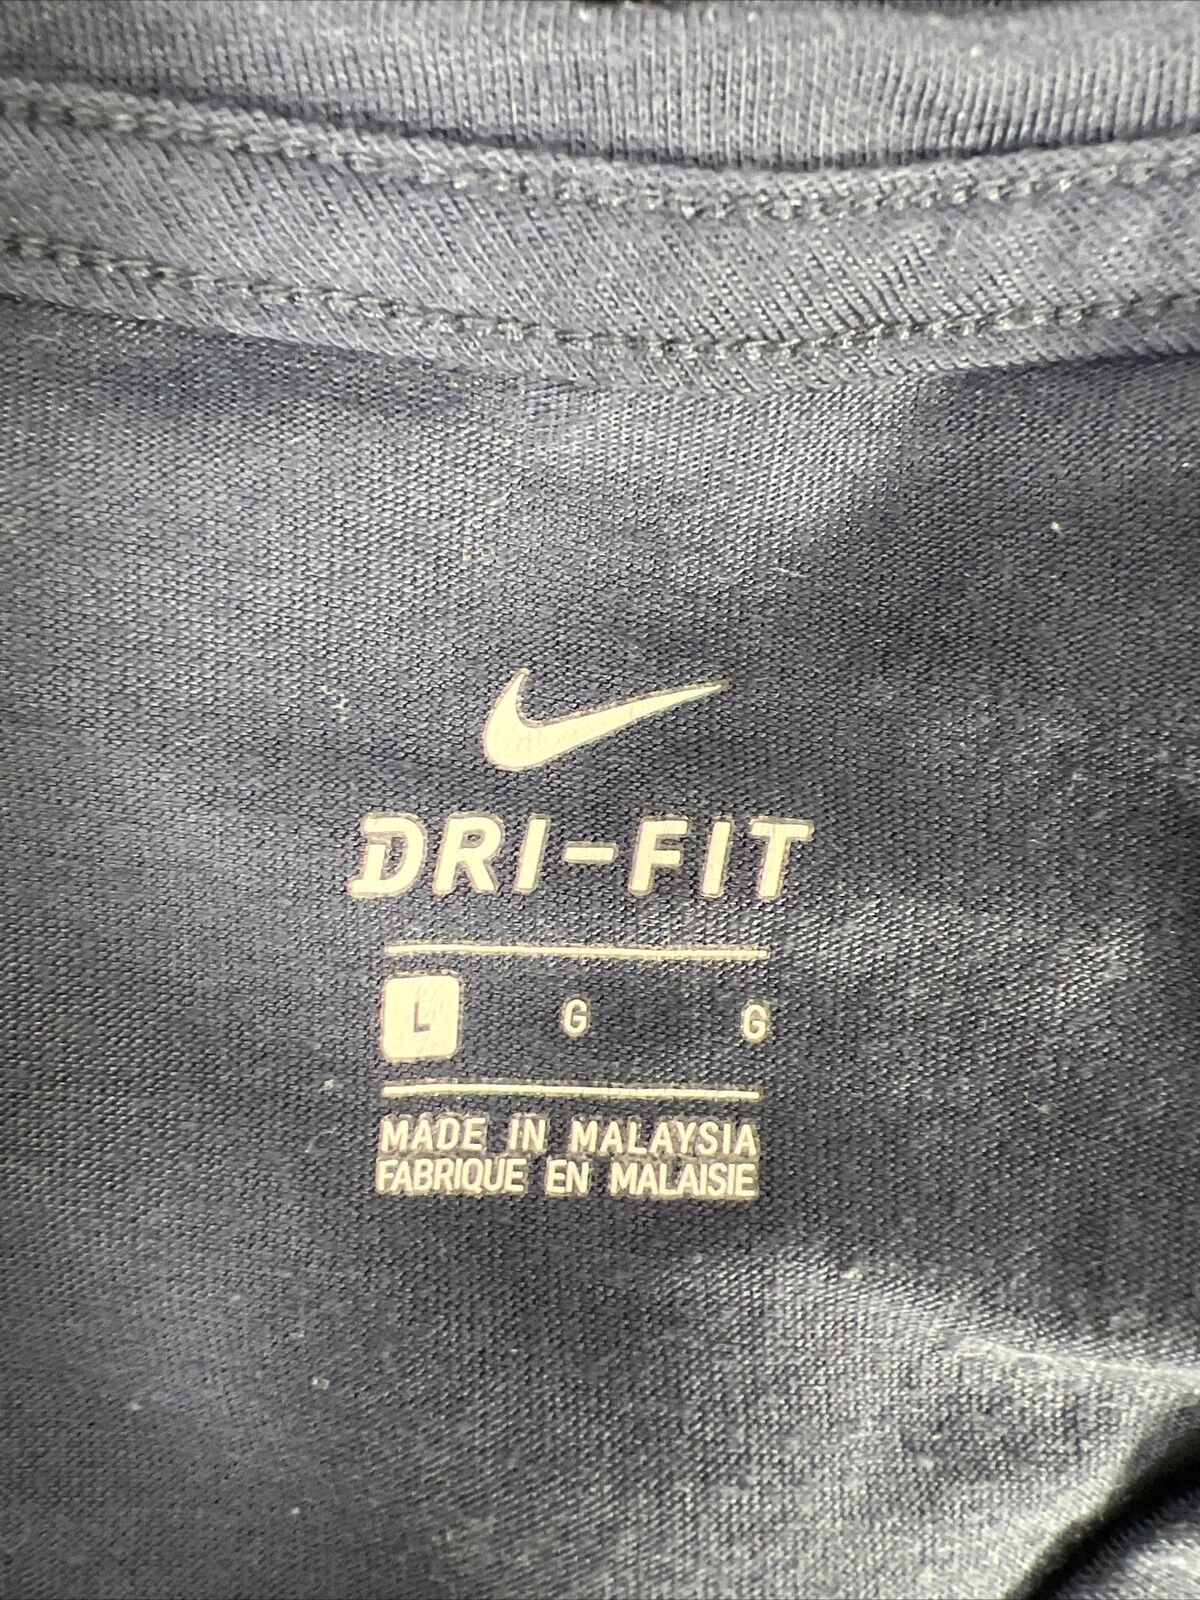 DRI-FIT
L G G
MADE IN MALAYSIA
FABRIQUE EN MALAISIE